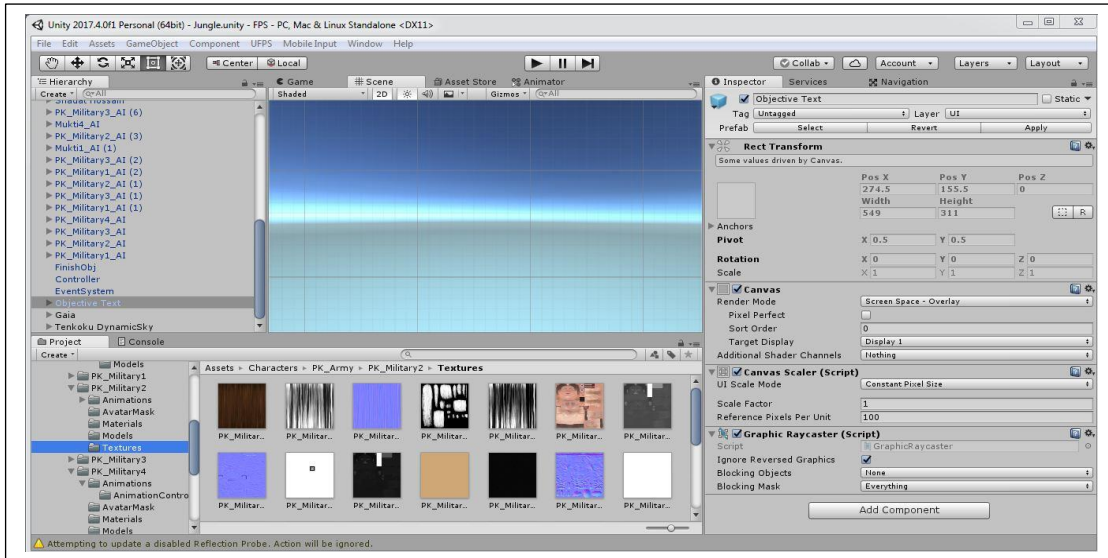 Unity 2017.4.0f1 Personal (64bit) - Jungle.unity - FPS - PC, Mac & Linux Standalone <DX11>
File Edit Assets GameObject Component UFPS Mobile Input Window Help
Center Local Collab Account Layers Layout
Hierarchy
Create All
Shadat Hossain
PK_Military3_AI (6)
Mukti4_AI
PK_Military2_AI (3)
Mukti1_AI (1)
PK_Military3_AI (2)
PK_Military1_AI (2)
PK_Military2_AI (1)
PK_Military3_AI (1)
PK_Military1_AI (1)
PK_Military4_AI
PK_Military3_AI
PK_Military2_AI
PK_Military1_AI
FinishObj
Controller
EventSystem
Objective Text
Gaia
Tenkoku DynamicSky
Game Scene Asset Store Animator
Shaded 2D Gizmos All
Project Console
Create
Models
PK_Military1
PK_Military2
Animations
AvatarMask
Materials
Models
Textures
PK_Military3
PK_Military4
Animations
AnimationContro
AvatarMask
Materials
Models
Assets Characters PK_Army PK_Military2 Textures
PK_Militar... PK_Militar... PK_Militar... PK_Militar... PK_Militar... PK_Militar... PK_Militar...
PK_Militar... PK_Militar... PK_Militar... PK_Militar... PK_Militar... PK_Militar... PK_Militar...
Inspector Services Navigation
Objective Text Static
Tag Untagged Layer UI
Prefab Select Revert Apply
Rect Transform
Some values driven by Canvas.
Pos X Pos Y Pos Z
274.5 155.5 0
Width Height
549 311 R
Anchors
Pivot X 0.5 Y 0.5
Rotation X 0 Y 0 Z 0
Scale X 1 Y 1 Z 1
Canvas
Render Mode Screen Space - Overlay
Pixel Perfect
Sort Order 0
Target Display Display 1
Additional Shader Channels Nothing
Canvas Scaler (Script)
UI Scale Mode Constant Pixel Size
Scale Factor 1
Reference Pixels Per Unit 100
Graphic Raycaster (Script)
Script GraphicRaycaster
Ignore Reversed Graphics
Blocking Objects None
Blocking Mask Everything
Add Component
Attempting to update a disabled Reflection Probe. Action will be ignored.